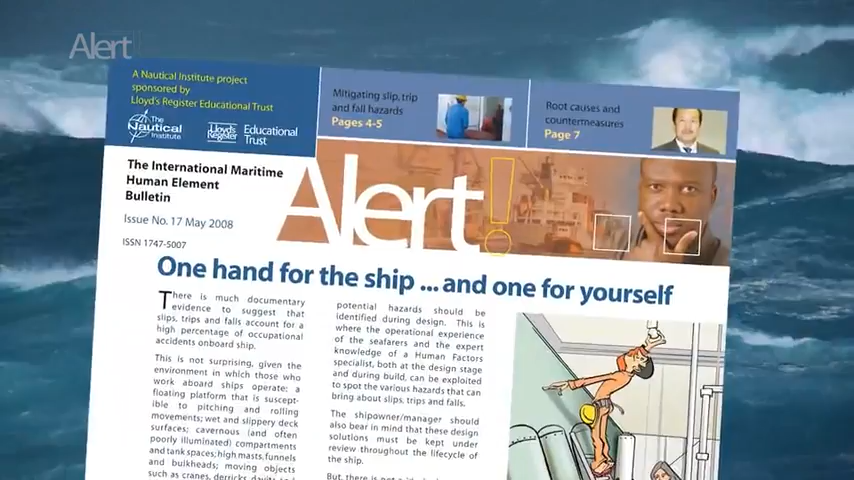 Alert!
A Nautical Institute project
sponsored by
Lloyd's Register Educational Trust
The
Nautical
Institute
Lloyd's
Register
Educational
Trust
Mitigating slip, trip
and fall hazards
Pages 4-5
Root causes and
countermeasures
Page 7
The International Maritime
Human Element
Bulletin
Issue No. 17 May 2008
ISSN 1747-5007
Alert!
One hand for the ship ... and one for yourself
There is much documentary
evidence to suggest that
slips, trips and falls account for a
high percentage of occupational
accidents onboard ship.
This is not surprising, given the
environment in which those who
work aboard ships operate: a
floating platform that is suscept-
ible to pitching and rolling
movements; wet and slippery deck
surfaces; cavernous (and often
poorly illuminated) compartments
and tank spaces; high masts, funnels
and bulkheads; moving objects
such as cranes, derricks, davits
potential hazards should be
identified during design. This is
where the operational experience
of the seafarers and the expert
knowledge of a Human Factors
specialist, both at the design stage
and during build, can be exploited
to spot the various hazards that can
bring about slips, trips and falls.
The shipowner/manager should
also bear in mind that these design
solutions must be kept under
review throughout the lifecycle of
the ship.
But, there is not